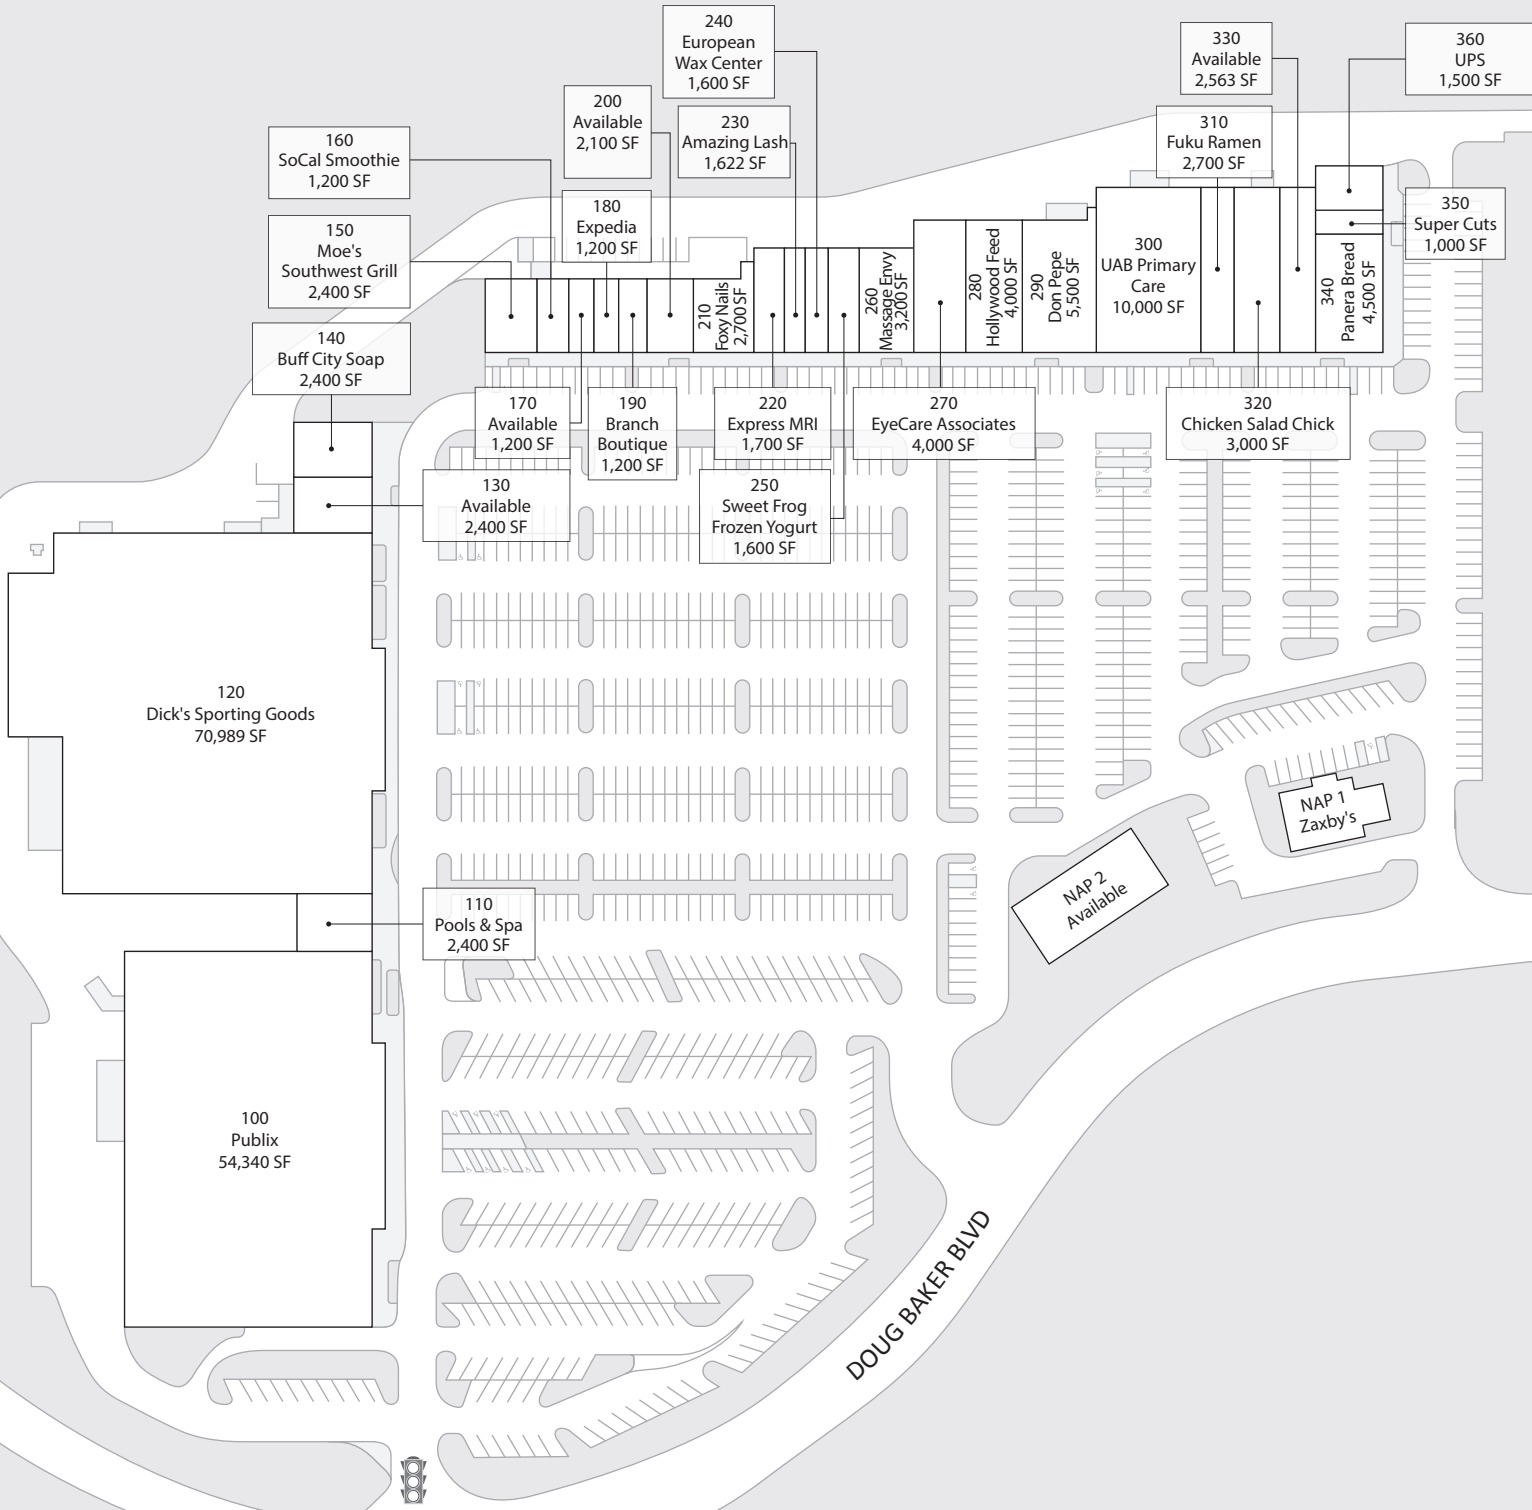 240
European
Wax Center
1,600 SF
330
Available
2,563 SF
360
UPS
1,500 SF
200
Available
2,100 SF
230
Amazing Lash
1,622 SF
310
Fuku Ramen
2,700 SF
160
SoCal Smoothie
1,200 SF
180
Expedia
1,200 SF
350
Super Cuts
1,000 SF
150
Moe's
Southwest Grill
2,400 SF
140
Buff City Soap
2,400 SF
210
Foxy Nails
2,700 SF
260
Massage Envy
3,200 SF
280
Hollywood Feed
4,000 SF
290
Don Pepe
5,500 SF
300
UAB Primary
Care
10,000 SF
340
Panera Bread
4,500 SF
170
Available
1,200 SF
190
Branch
Boutique
1,200 SF
220
Express MRI
1,700 SF
270
EyeCare Associates
4,000 SF
320
Chicken Salad Chick
3,000 SF
130
Available
2,400 SF
250
Sweet Frog
Frozen Yogurt
1,600 SF
120
Dick's Sporting Goods
70,989 SF
NAP 1
Zaxby's
NAP 2
Available
110
Pools & Spa
2,400 SF
100
Publix
54,340 SF
DOUG BAKER BLVD